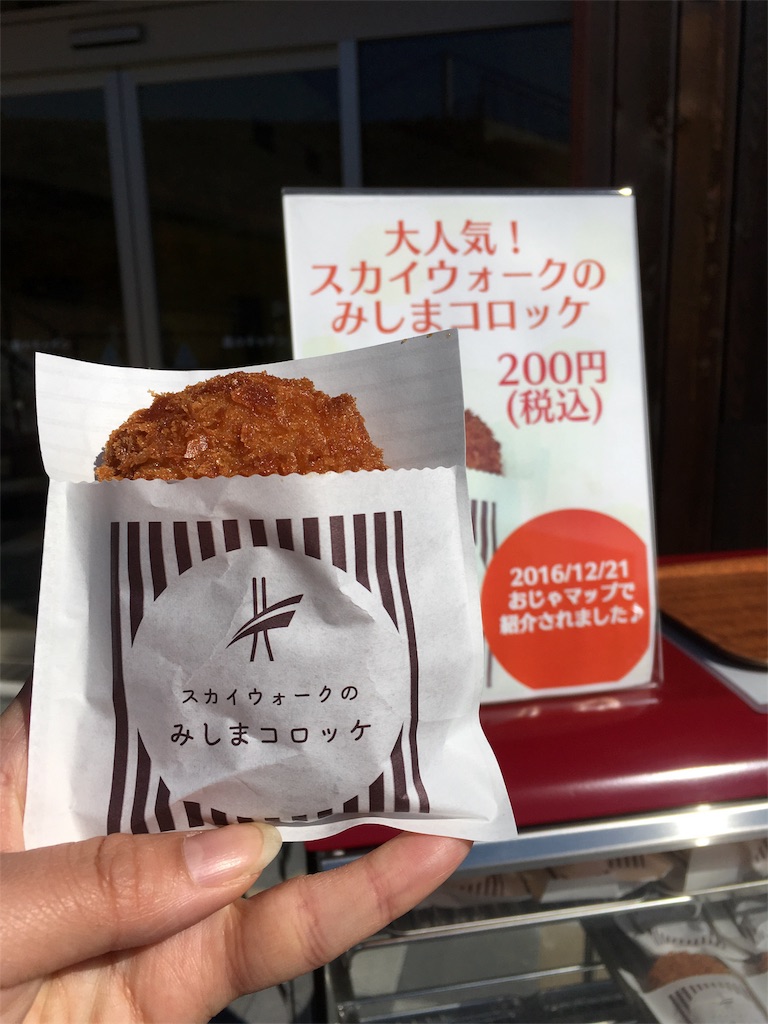 大人気！
スカイウォークの
みしまコロッケ
200円
(税込)
2016/12/21
おじゃマップで
紹介されました♪
スカイウォークの
みしまコロッケ